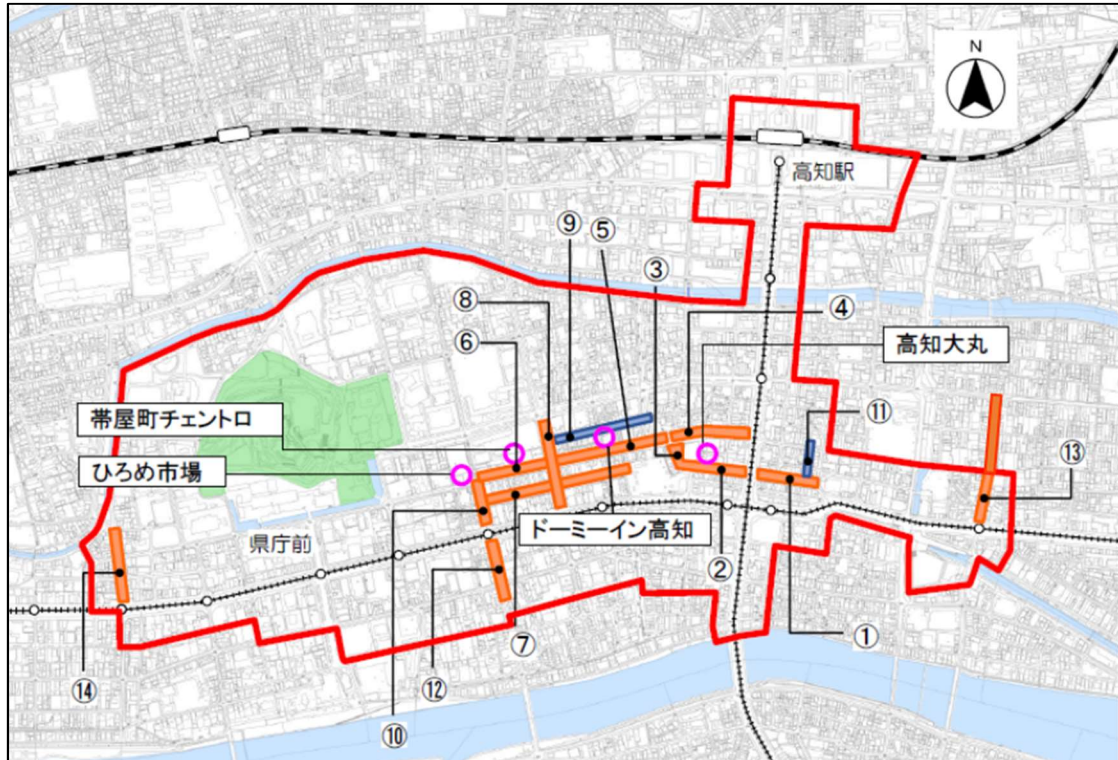 N
高知駅
⑨
⑤
③
⑧
④
⑥
高知大丸
⑪
帯屋町チェントロ
ひろめ市場
⑬
県庁前
ドーミーイン高知
②
①
⑦
⑭
⑫
⑩